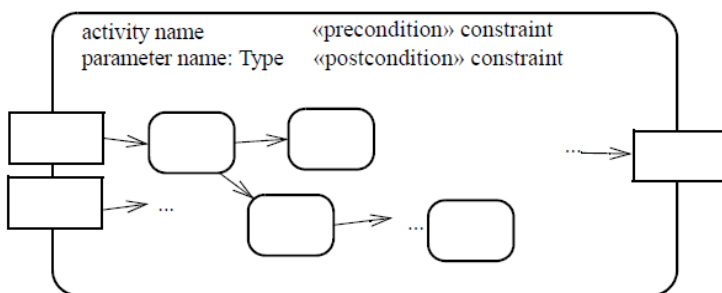 activity name «precondition» constraint
parameter name: Type «postcondition» constraint
...
...
...